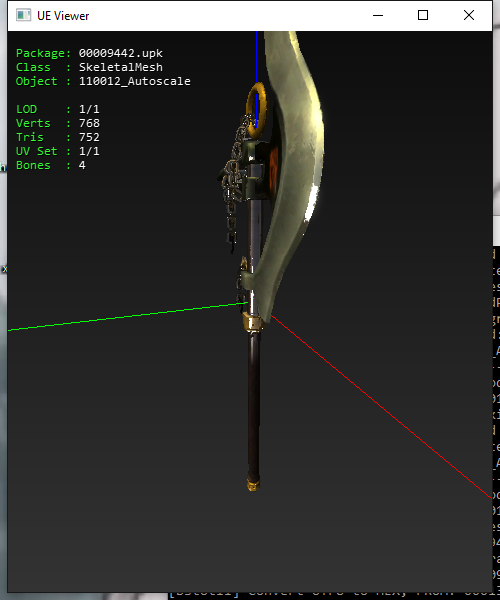 UE Viewer
Package: 00009442.upk
Class  : SkeletalMesh
Object : 110012_Autoscale
LOD    : 1/1
Verts  : 768
Tris   : 752
UV Set : 1/1
Bones  : 4